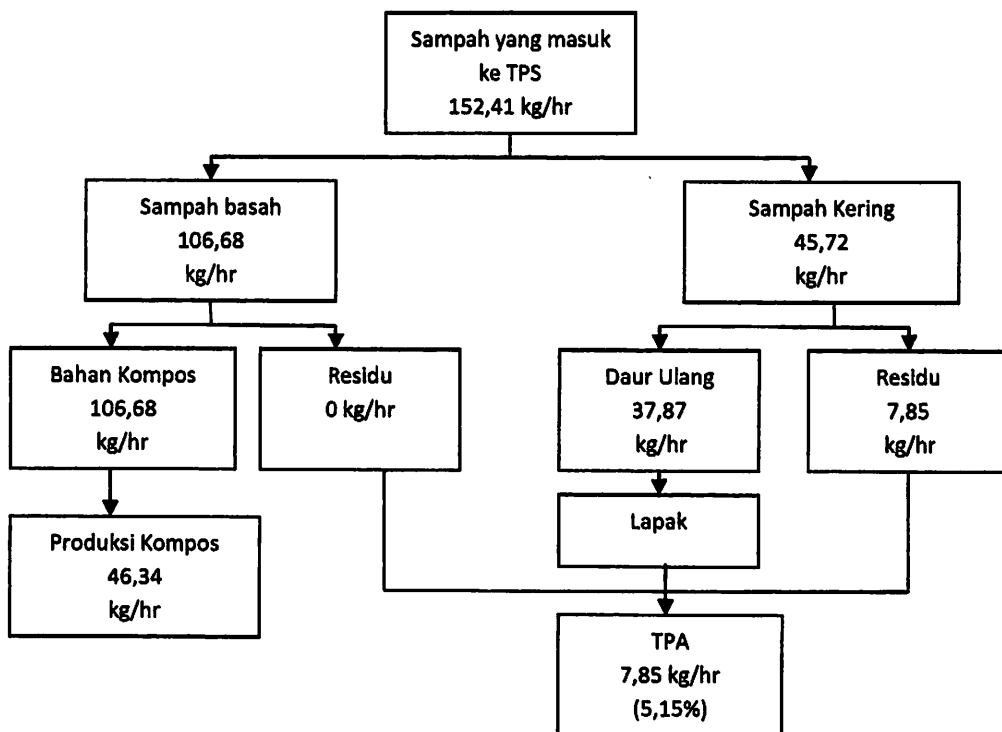 Sampah yang masuk
ke TPS
152,41 kg/hr
Sampah basah
106,68
kg/hr
Sampah Kering
45,72
kg/hr
Bahan Kompos
106,68
kg/hr
Residu
0 kg/hr
Daur Ulang
37,87
kg/hr
Residu
7,85
kg/hr
Produksi Kompos
46,34
kg/hr
Lapak
TPA
7,85 kg/hr
(5,15%)